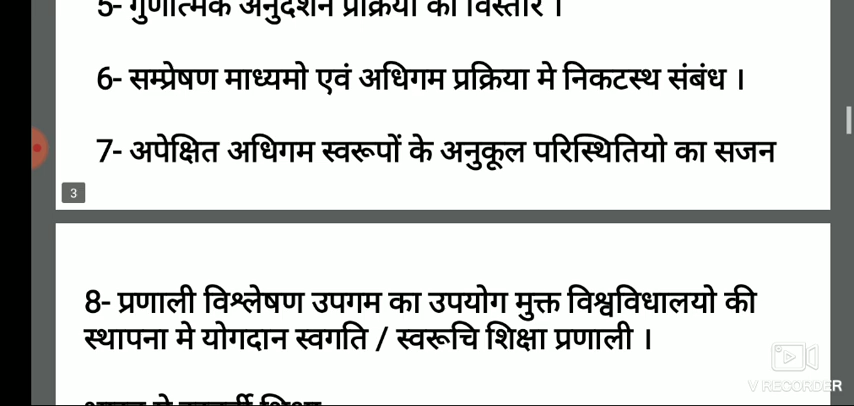 5- गुणात्मक अनुदेशन प्रक्रिया का विस्तार ।
6- सम्प्रेषण माध्यमो एवं अधिगम प्रक्रिया मे निकटस्थ संबंध ।
7- अपेक्षित अधिगम स्वरूपों के अनुकूल परिस्थितियो का सजन
3
8- प्रणाली विश्लेषण उपगम का उपयोग मुक्त विश्वविधालयो की
स्थापना मे योगदान स्वगति / स्वरूचि शिक्षा प्रणाली ।
V RECORDER